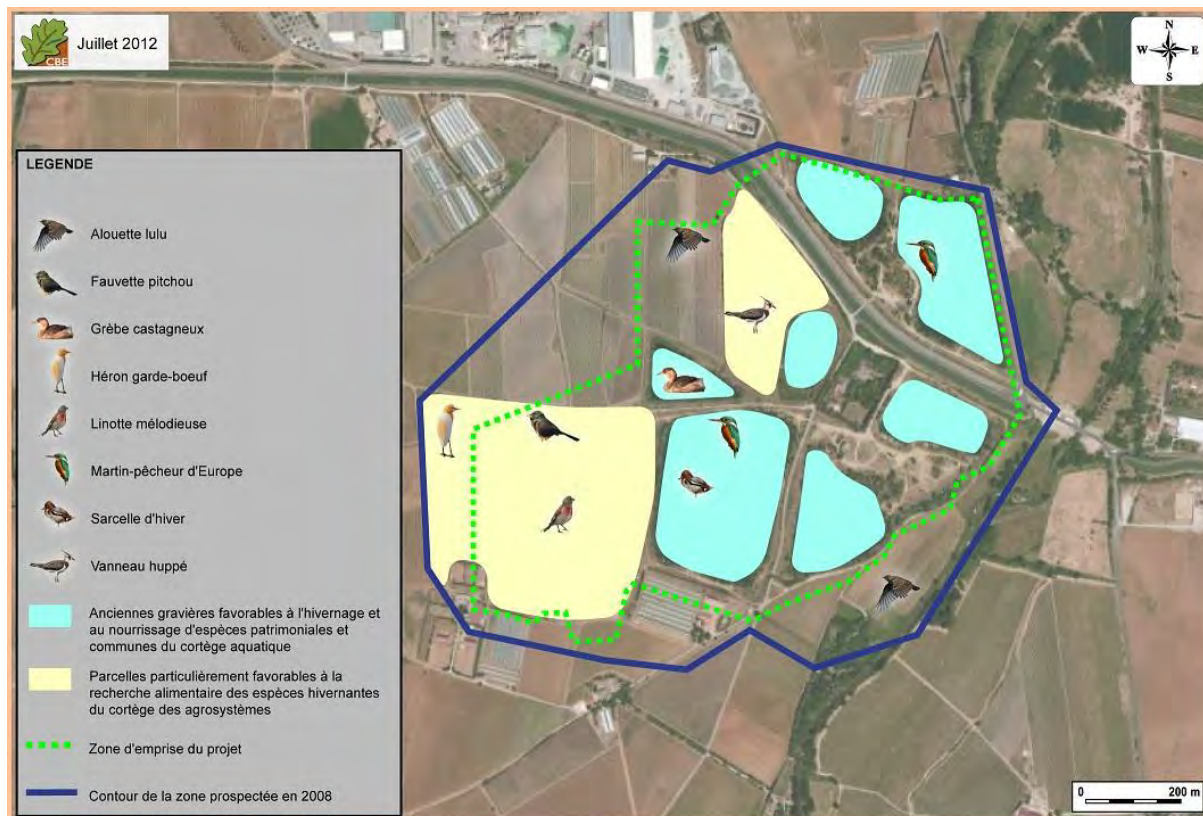 CBE
Juillet 2012
N
W
E
S
LEGENDE
Alouette lulu
Fauvette pitchou
Grèbe castagneux
Héron garde-boeuf
Linotte mélodieuse
Martin-pêcheur d'Europe
Sarcelle d'hiver
Vanneau huppé
Anciennes gravières favorables à l'hivernage et
au nourrissage d'espèces patrimoniales et
communes du cortège aquatique
Parcelles particulièrement favorables à la
recherche alimentaire des espèces hivernantes
du cortège des agrosystèmes
Zone d'emprise du projet
Contour de la zone prospectée en 2008
0 200 m